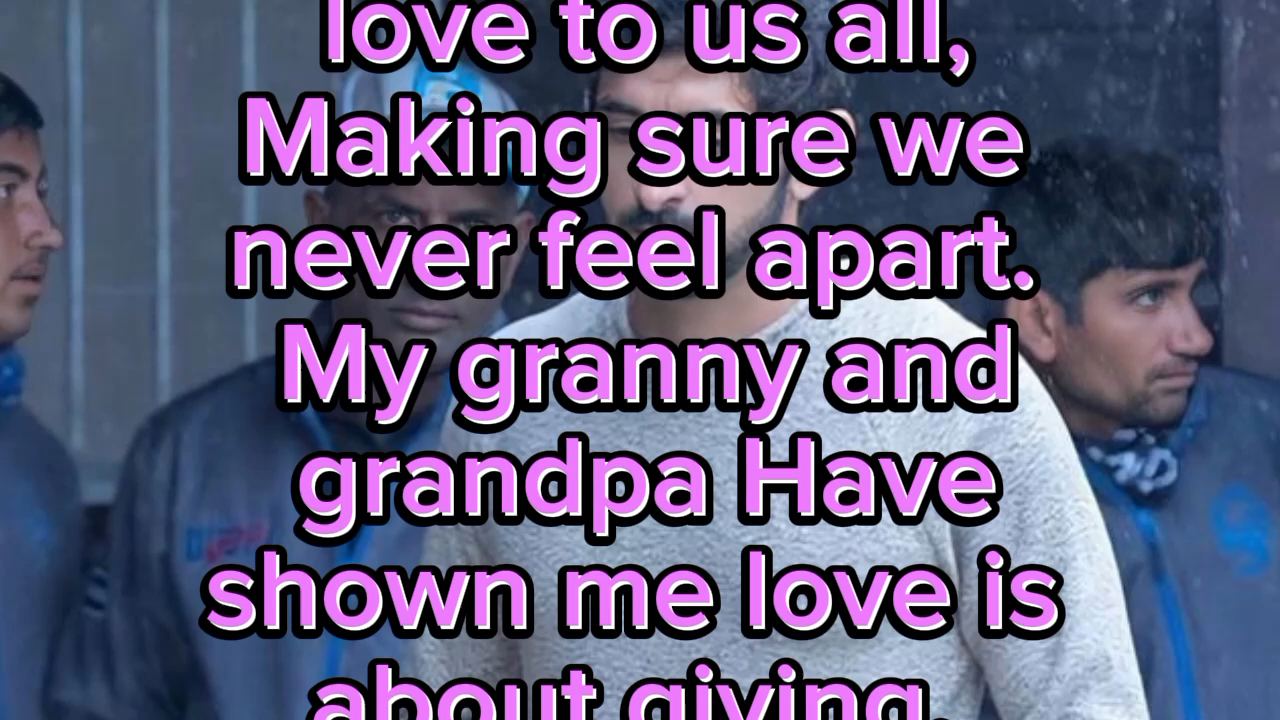 love to us all,
Making sure we
never feel apart.
My granny and
grandpa Have
shown me love is
about giving.